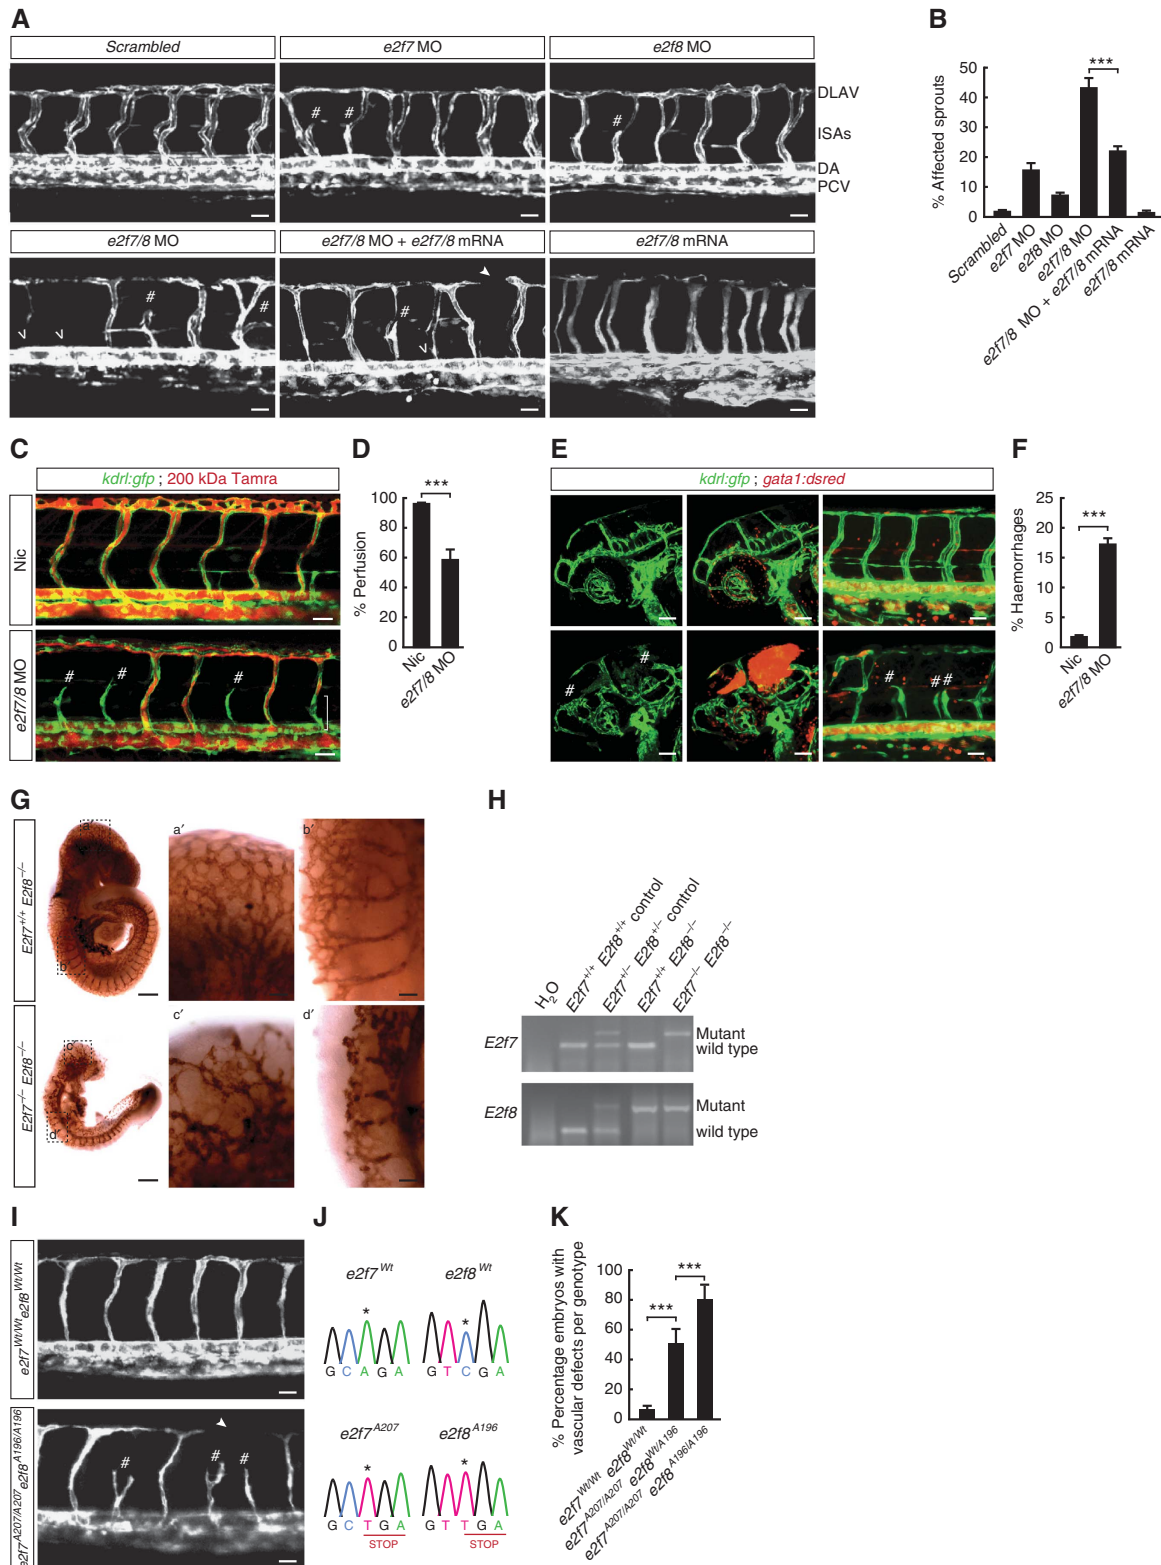 A
Scrambled
e2f7 MO
e2f8 MO
# #
#
DLAV
ISAs
DA
PCV
e2f7/8 MO
e2f7/8 MO + e2f7/8 mRNA
e2f7/8 mRNA
# #
#
B
% Affected sprouts
50
40
30
20
10
0
***
Scrambled
e2f7 MO
e2f8 MO
e2f7/8 MO
e2f7/8 MO + e2f7/8 mRNA
e2f7/8 mRNA
C
kdrl:gfp ; 200 kDa Tamra
Nic
e2f7/8 MO
# # #
D
% Perfusion
100
80
60
40
20
0
***
Nic
e2f7/8 MO
E
kdrl:gfp ; gata1:dsred
# #
# ##
F
% Haemorrhages
25
20
15
10
5
0
***
Nic
e2f7/8 MO
G
E2f7+/+ E2f8−/−
a′
b′
a′
b′
E2f7−/− E2f8−/−
c′
d′
c′
d′
H
H2O
E2f7+/+ E2f8+/+ control
E2f7+/− E2f8+/− control
E2f7+/+ E2f8−/−
E2f7−/− E2f8−/−
E2f7
Mutant
wild type
E2f8
Mutant
wild type
I
e2f7Wt/Wt e2f8Wt/Wt
e2f7A207/A207 e2f8A196/A196
# # #
J
e2f7Wt
e2f8Wt
*
*
G C A G A
G T C G A
e2f7A207
e2f8A196
*
*
G C T G A
G T T G A
STOP
STOP
K
% Percentage embryos with
vascular defects per genotype
100
80
60
40
20
0
***
***
e2f7Wt/Wt e2f8Wt/Wt
e2f7A207/A207 e2f8Wt/A196
e2f7A207/A207 e2f8A196/A196